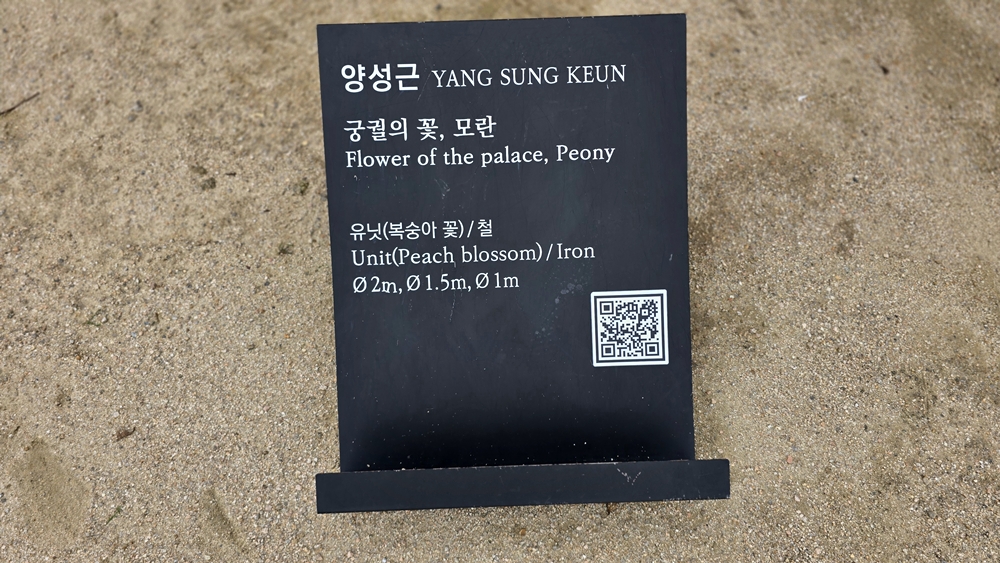 양성근 YANG SUNG KEUN
궁궐의 꽃, 모란
Flower of the palace, Peony
유닛(복숭아 꽃)/철
Unit(Peach blossom)/Iron
Ø2m,Ø1.5m,Ø1m